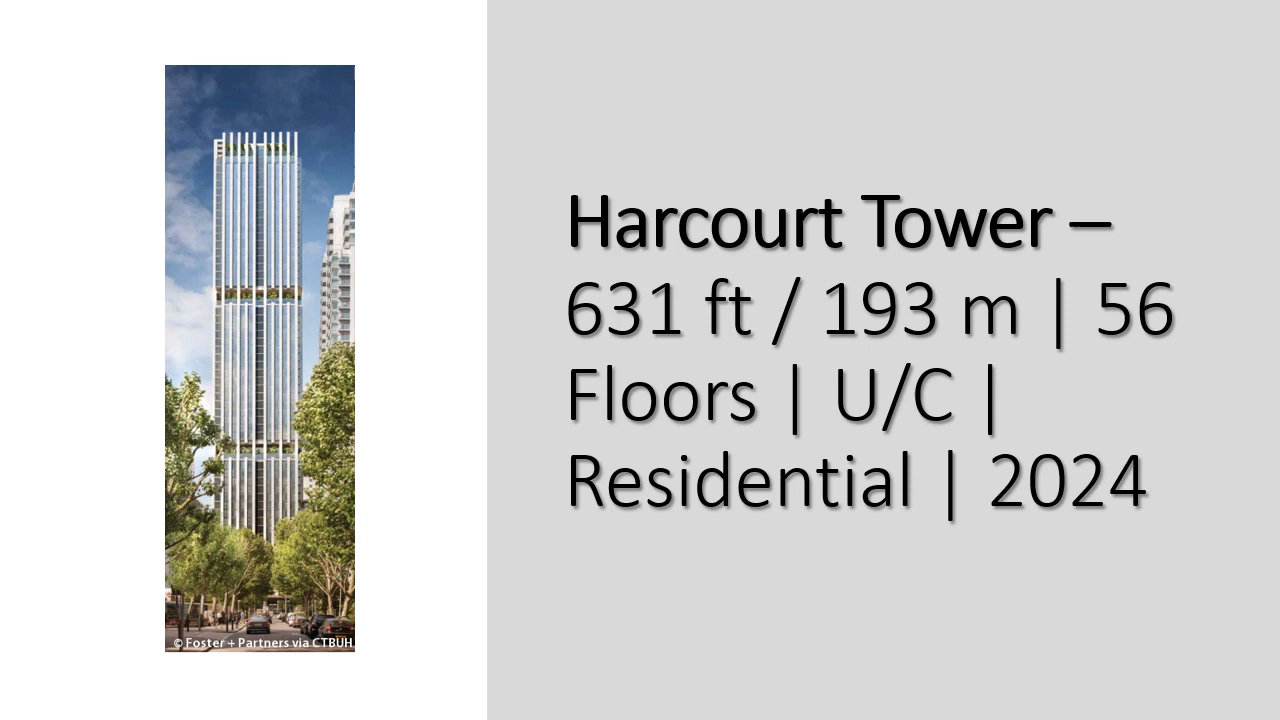 Harcourt Tower –
631 ft / 193 m | 56
Floors | U/C |
Residential | 2024
© Foster + Partners via CTBUH